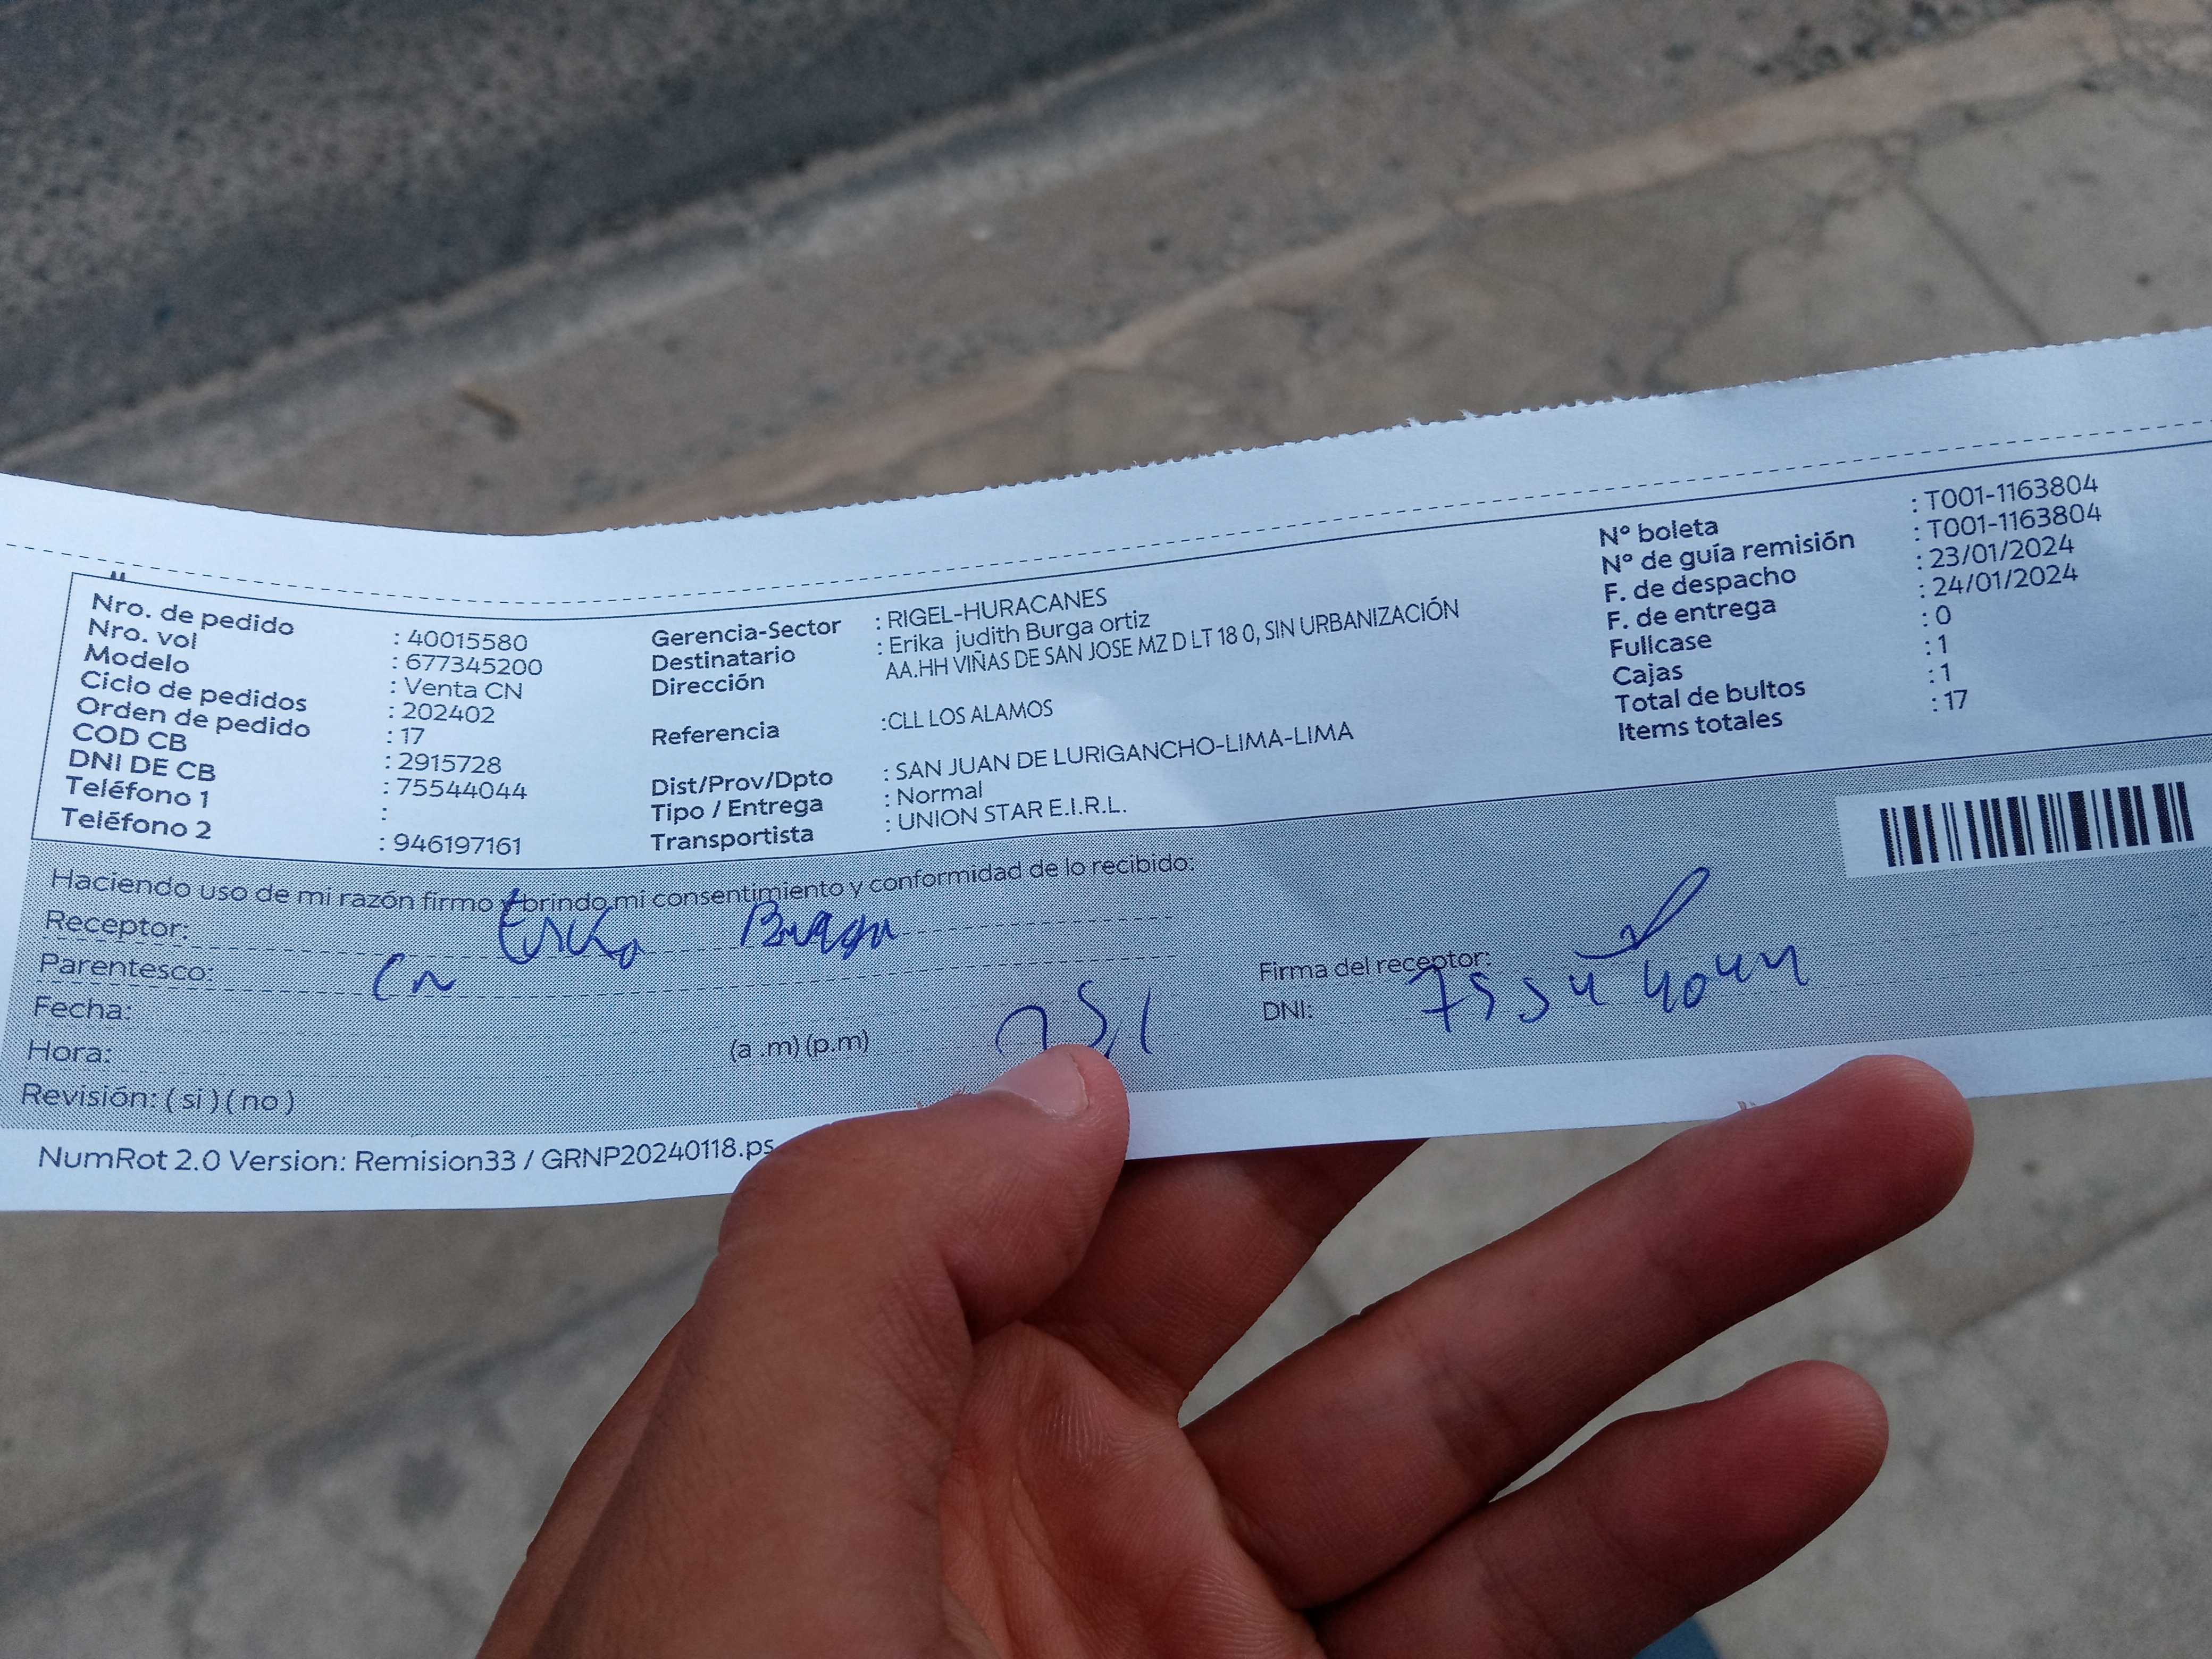 Nro. de pedido : 40015580
Nro. vol : 677345200
Modelo : Venta CN
Ciclo de pedidos : 202402
Orden de pedido : 17
COD CB : 2915728
DNI DE CB : 75544044
Teléfono 1 :
Teléfono 2 : 946197161
Gerencia-Sector : RIGEL-HURACANES
Destinatario : Erika judith Burga ortiz
Dirección AA.HH VIÑAS DE SAN JOSE MZ D LT 18 0, SIN URBANIZACIÓN
Referencia :CLL LOS ALAMOS
Dist/Prov/Dpto : SAN JUAN DE LURIGANCHO-LIMA-LIMA
Tipo / Entrega : Normal
Transportista : UNION STAR E.I.R.L.
N° boleta : T001-1163804
N° de guía remisión : T001-1163804
F. de despacho : 23/01/2024
F. de entrega : 24/01/2024
Fullcase : 0
Cajas : 1
Total de bultos : 1
Items totales : 17
Haciendo uso de mi razón firmo y brindo mi consentimiento y conformidad de lo recibido.
Receptor: Erika Burga
Parentesco: Cn
Fecha:
Hora: (a .m) (p.m)
Revisión: ( si ) ( no )
Firma del receptor:
DNI: 75544044
NumRot 2.0 Version: Remision33 / GRNP20240118.ps